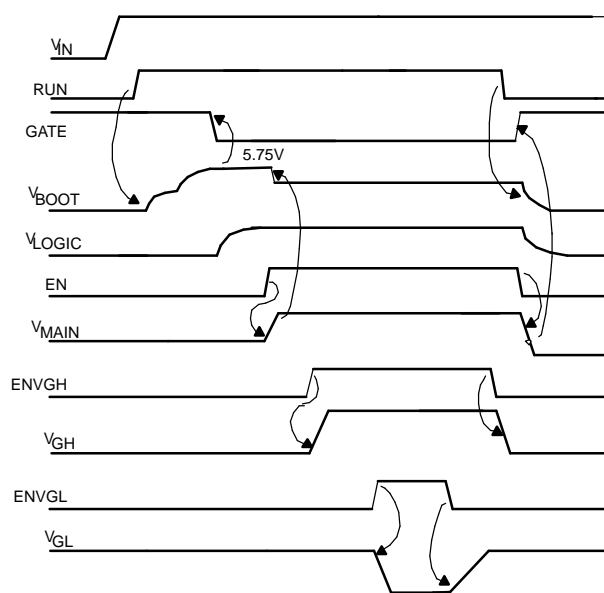 VIN
RUN
GATE
5.75V
VBOOT
VLOGIC
EN
VMAIN
ENVGH
VGH
ENVGL
VGL